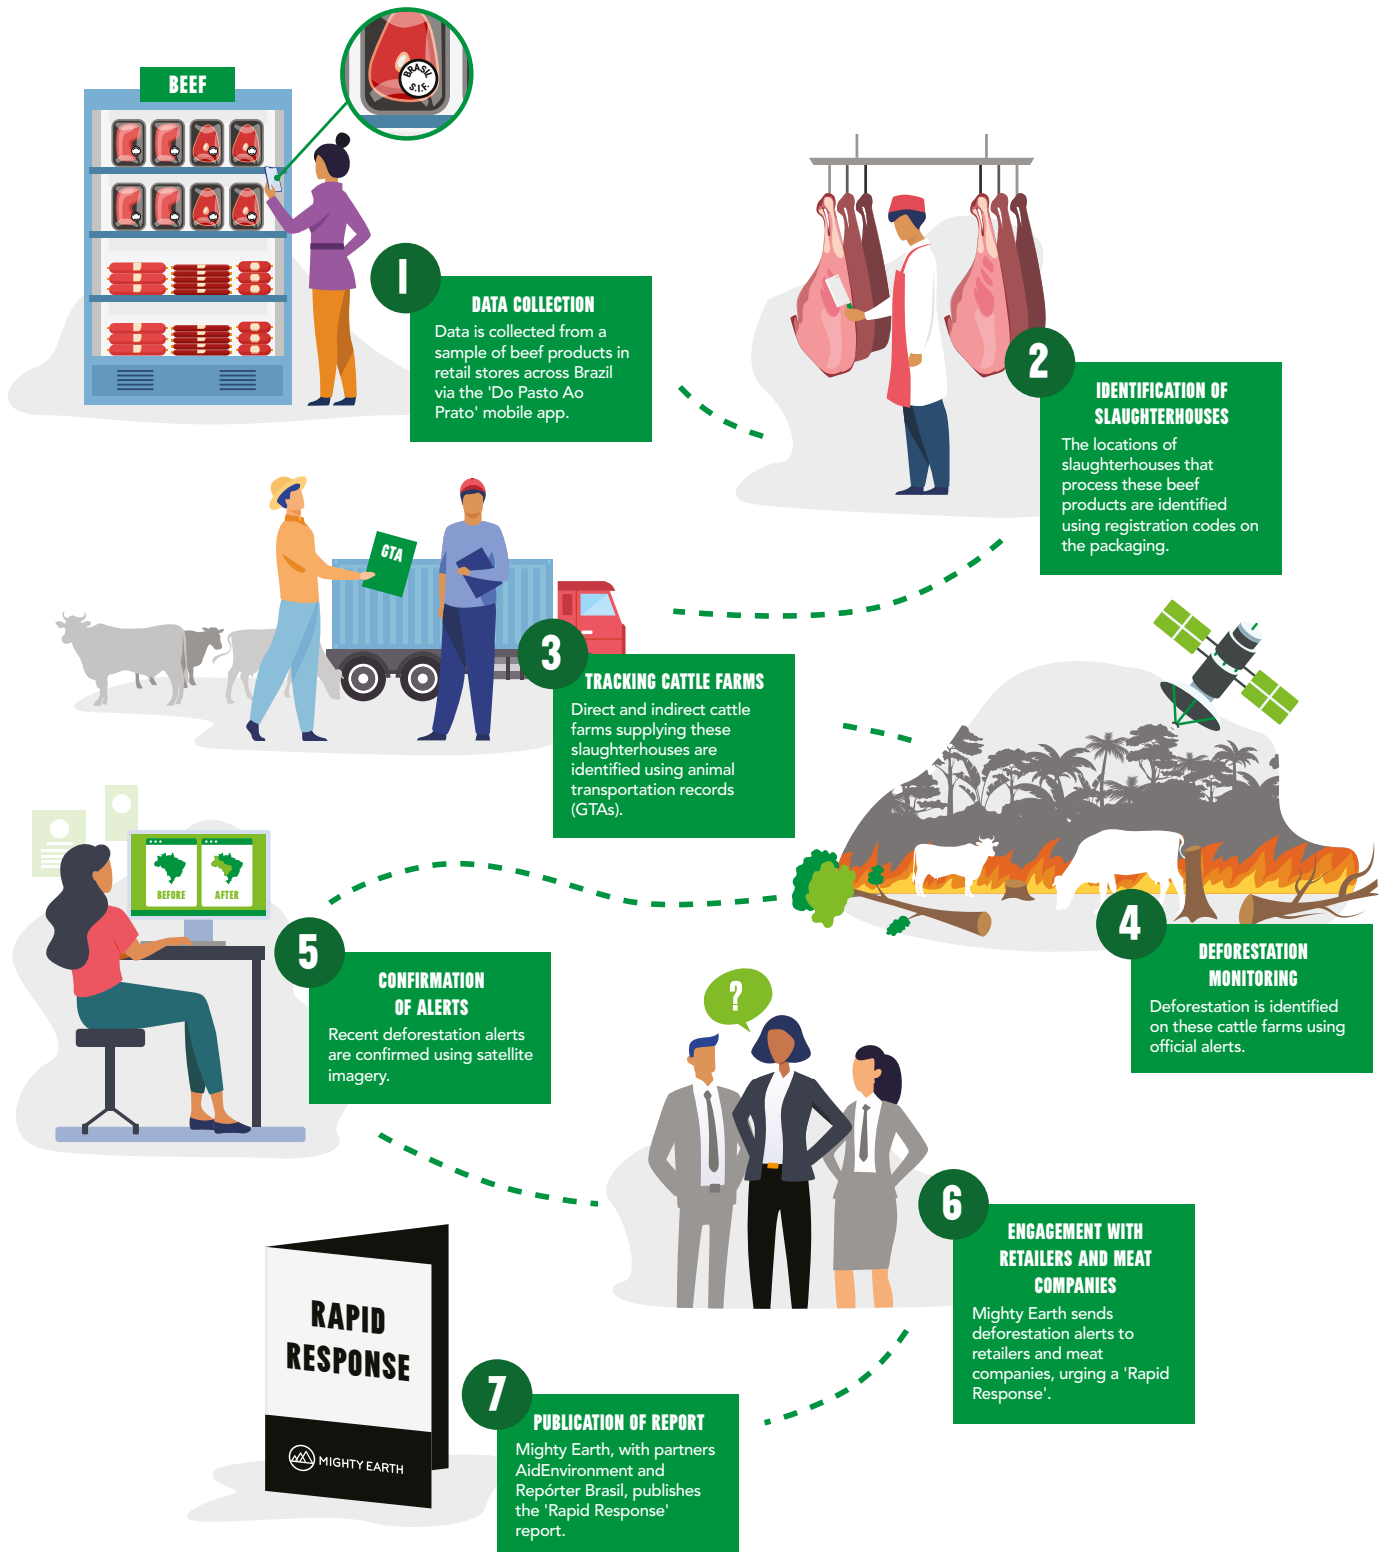 BEEF
BRASIL
S.I.F.
1
DATA COLLECTION
Data is collected from a
sample of beef products in
retail stores across Brazil
via the 'Do Pasto Ao
Prato' mobile app.
2
IDENTIFICATION OF
SLAUGHTERHOUSES
The locations of
slaughterhouses that
process these beef
products are identified
using registration codes on
the packaging.
GTA
3
TRACKING CATTLE FARMS
Direct and indirect cattle
farms supplying these
slaughterhouses are
identified using animal
transportation records
(GTAs).
4
DEFORESTATION
MONITORING
Deforestation is identified
on these cattle farms using
official alerts.
BEFORE
AFTER
5
CONFIRMATION
OF ALERTS
Recent deforestation alerts
are confirmed using satellite
imagery.
?
6
ENGAGEMENT WITH
RETAILERS AND MEAT
COMPANIES
Mighty Earth sends
deforestation alerts to
retailers and meat
companies, urging a 'Rapid
Response'.
RAPID
RESPONSE
MIGHTY EARTH
7
PUBLICATION OF REPORT
Mighty Earth, with partners
AidEnvironment and
Repórter Brasil, publishes
the 'Rapid Response'
report.